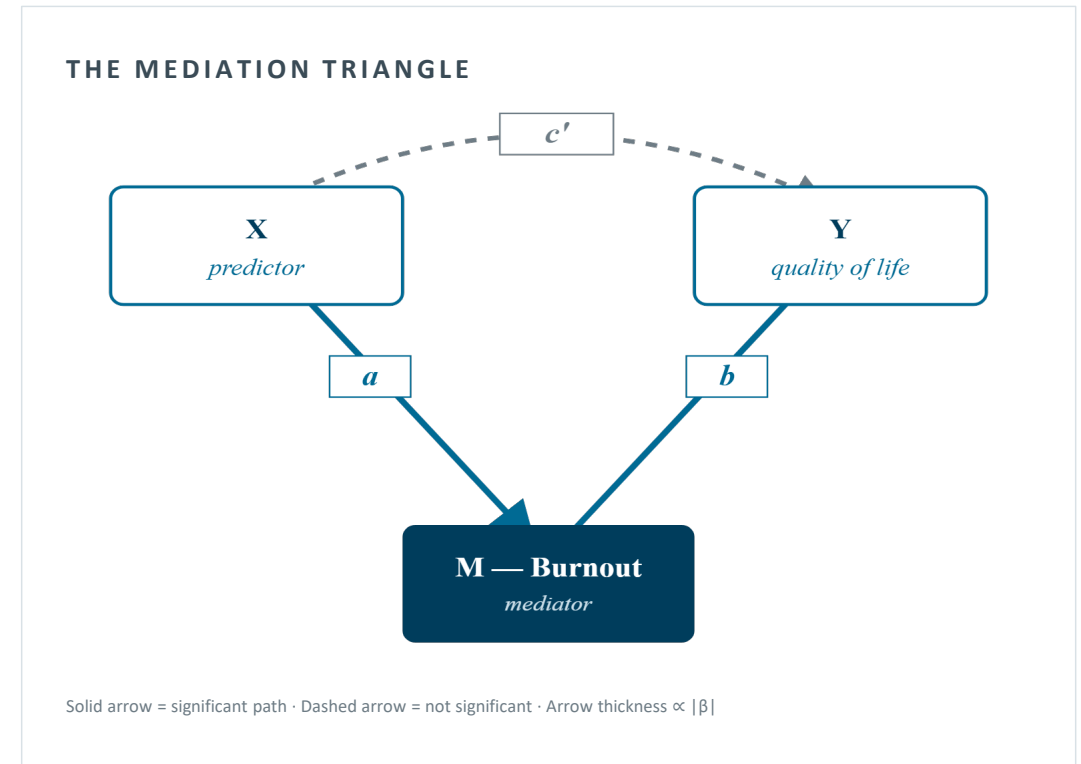 THE MEDIATION TRIANGLE
c′
X
predictor
Y
quality of life
a
b
M — Burnout
mediator
Solid arrow = significant path · Dashed arrow = not significant · Arrow thickness ∝ |β|